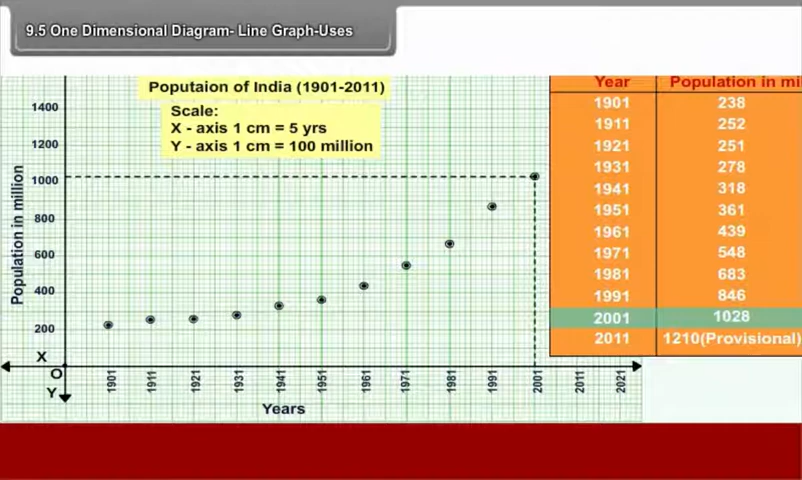 9.5 One Dimensional Diagram- Line Graph-Uses
Poputaion of India (1901-2011)
Scale:
X - axis 1 cm = 5 yrs
Y - axis 1 cm = 100 million
Population in million
1400
1200
1000
800
600
400
200
X
O
Y
1901
1911
1921
1931
1941
1951
1961
1971
1981
1991
2001
2011
2021
Years
Year Population in mi
1901 238
1911 252
1921 251
1931 278
1941 318
1951 361
1961 439
1971 548
1981 683
1991 846
2001 1028
2011 1210(Provisional)